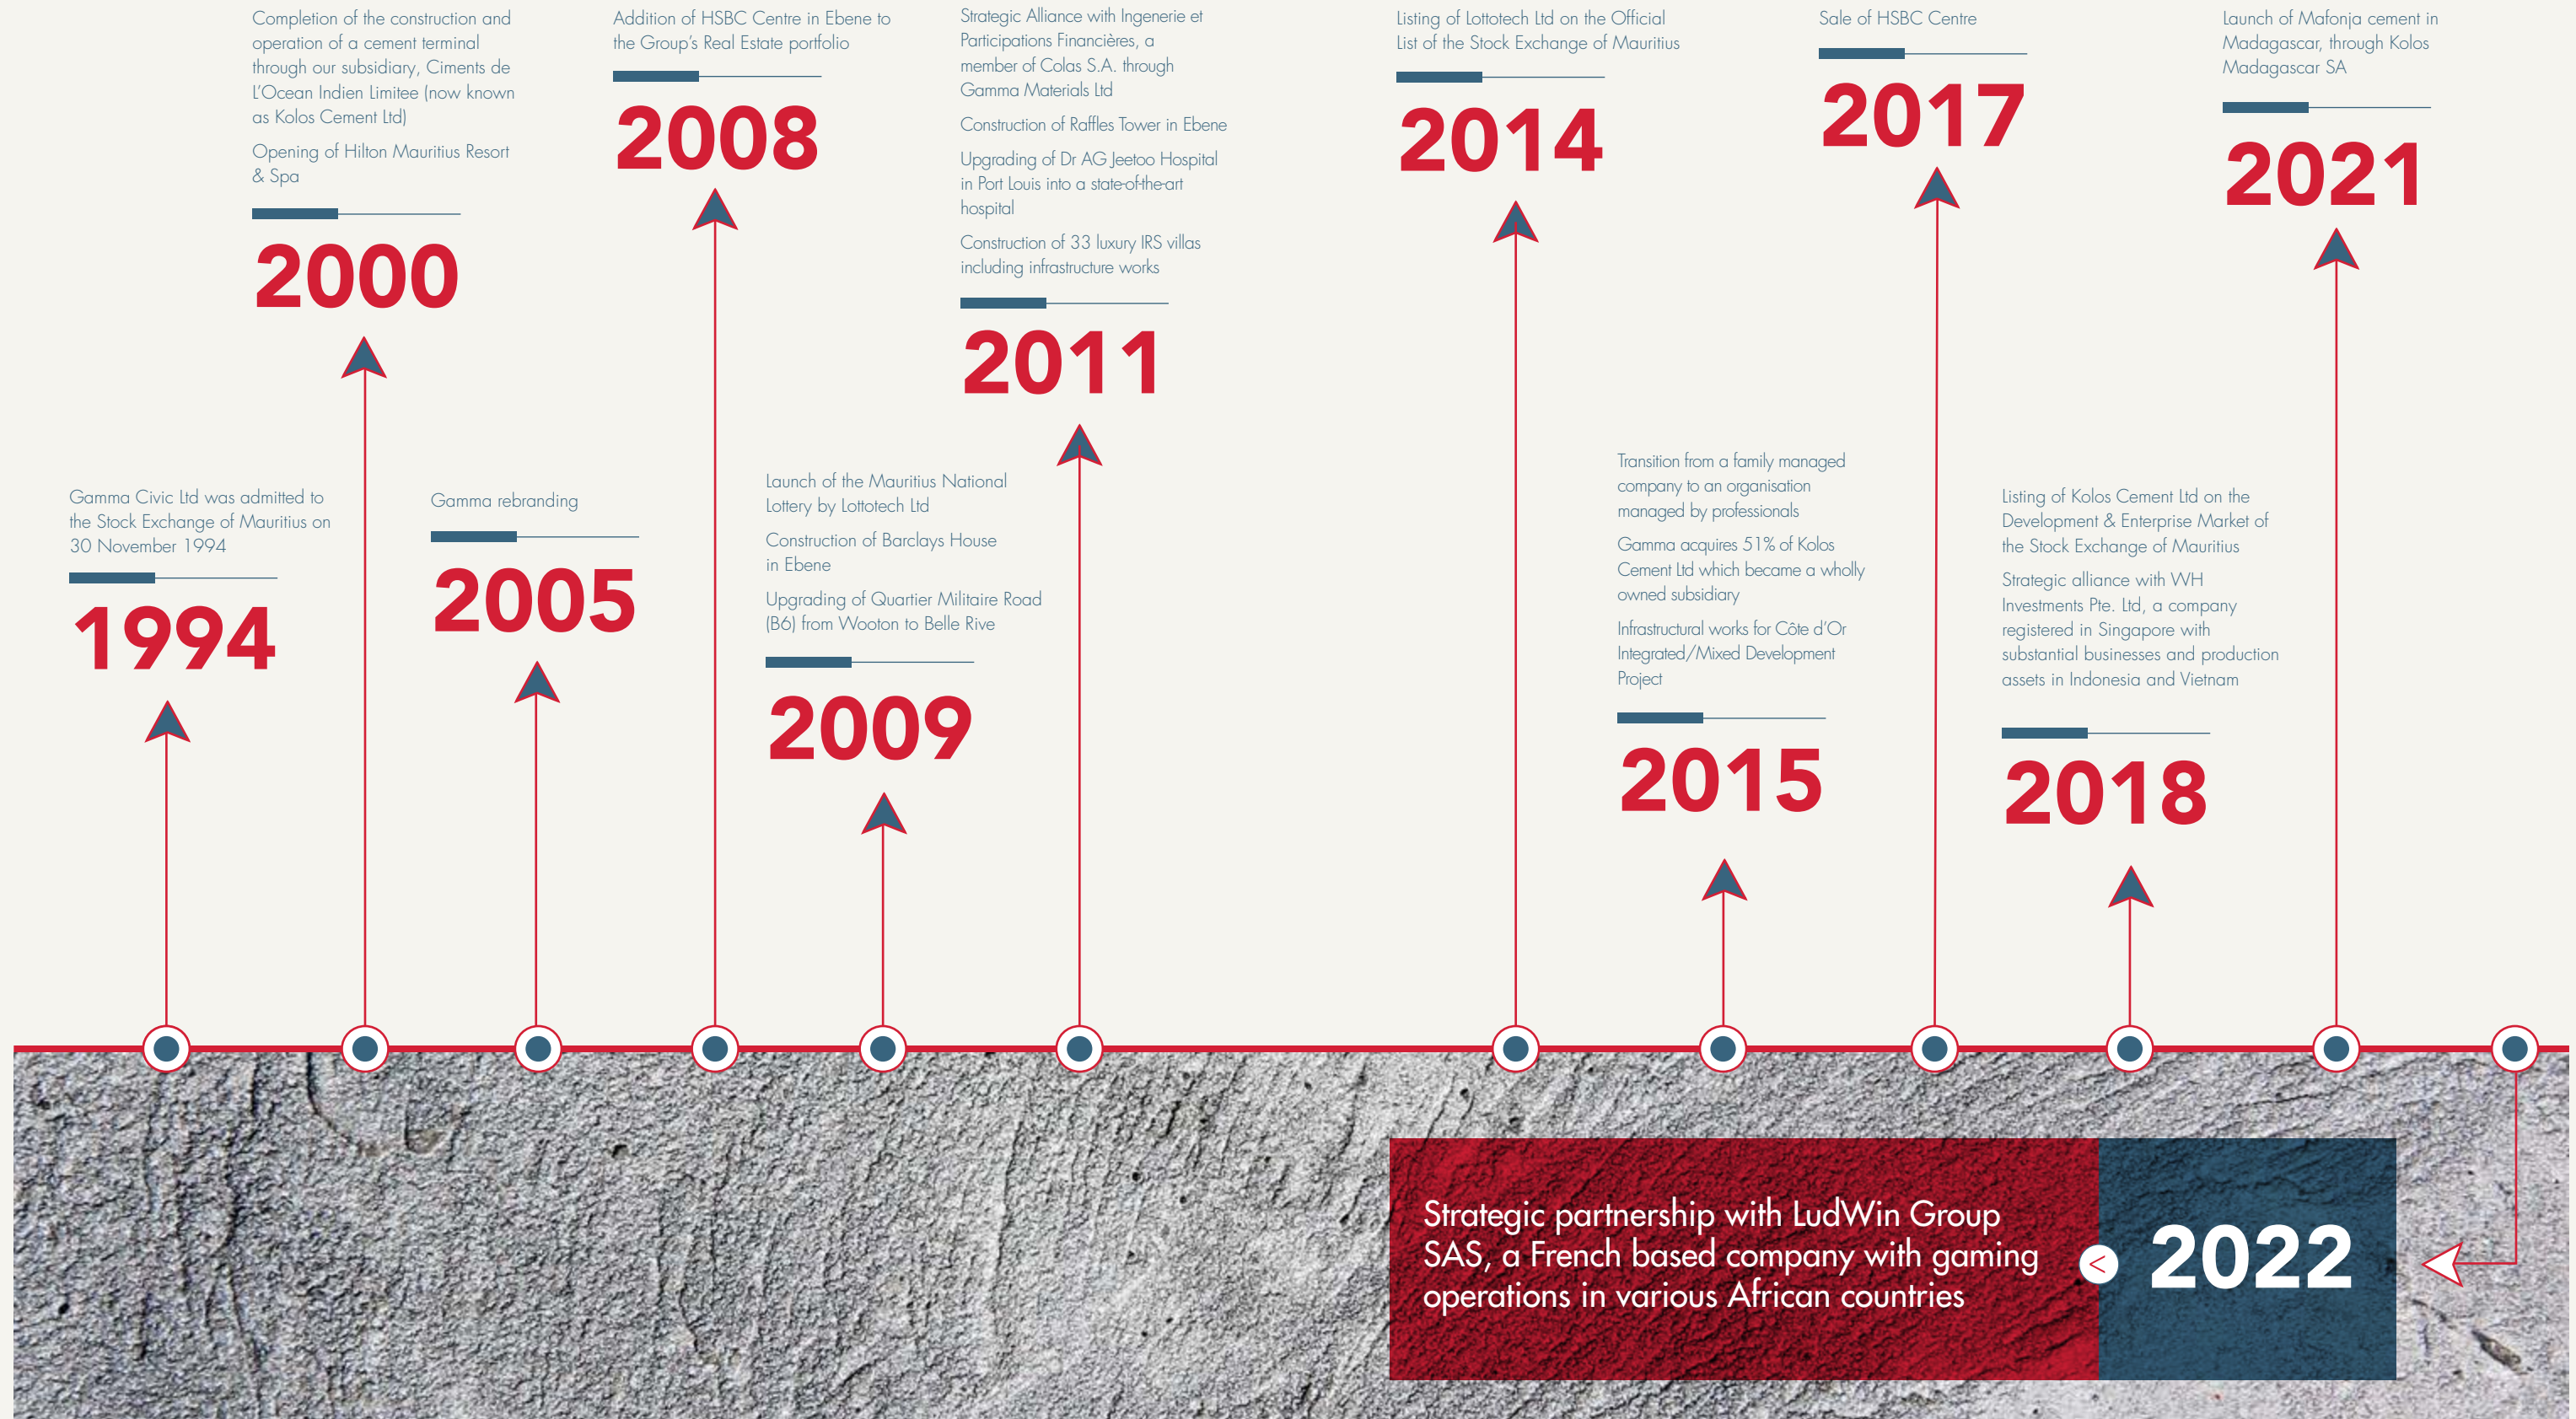 Completion of the construction and
operation of a cement terminal
through our subsidiary, Ciments de
L'Ocean Indien Limitee (now known
as Kolos Cement Ltd)
Opening of Hilton Mauritius Resort
& Spa
2000
Addition of HSBC Centre in Ebene to
the Group's Real Estate portfolio
2008
Strategic Alliance with Ingenerie et
Participations Financières, a
member of Colas S.A. through
Gamma Materials Ltd
Construction of Raffles Tower in Ebene
Upgrading of Dr AG Jeetoo Hospital
in Port Louis into a state-of-the-art
hospital
Construction of 33 luxury IRS villas
including infrastructure works
2011
Listing of Lottotech Ltd on the Official
List of the Stock Exchange of Mauritius
2014
Sale of HSBC Centre
2017
Launch of Mafonja cement in
Madagascar, through Kolos
Madagascar SA
2021
Gamma Civic Ltd was admitted to
the Stock Exchange of Mauritius on
30 November 1994
1994
Gamma rebranding
2005
Launch of the Mauritius National
Lottery by Lottotech Ltd
Construction of Barclays House
in Ebene
Upgrading of Quartier Militaire Road
(B6) from Wooton to Belle Rive
2009
Transition from a family managed
company to an organisation
managed by professionals
Gamma acquires 51% of Kolos
Cement Ltd which became a wholly
owned subsidiary
Infrastructural works for Côte d'Or
Integrated/Mixed Development
Project
2015
Listing of Kolos Cement Ltd on the
Development & Enterprise Market of
the Stock Exchange of Mauritius
Strategic alliance with WH
Investments Pte. Ltd, a company
registered in Singapore with
substantial businesses and production
assets in Indonesia and Vietnam
2018
Strategic partnership with LudWin Group
SAS, a French based company with gaming
operations in various African countries
< 2022